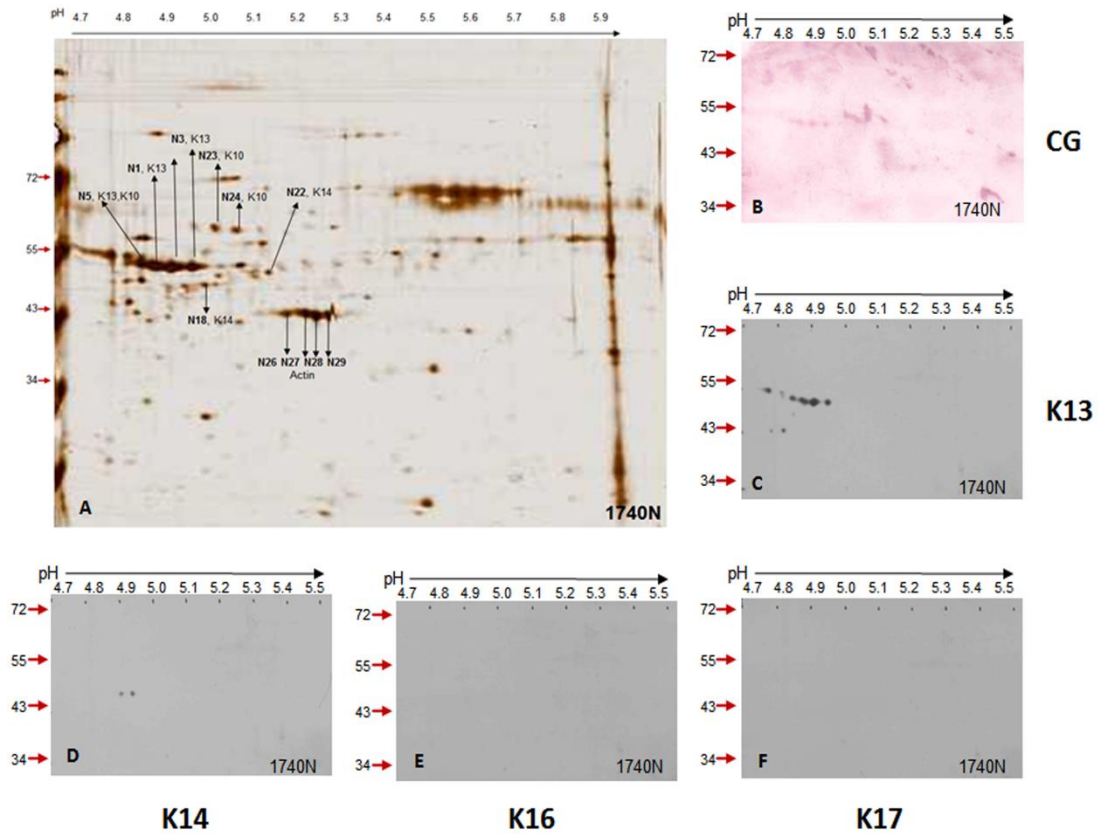 pH 4.7 4.8 4.9 5.0 5.1 5.2 5.3 5.4 5.5 5.6 5.7 5.8 5.9
N3, K13
N1, K13
N23, K10
N5, K13,K10
N24, K10
N22, K14
72
55
43
34
N18, K14
N26 N27 N28 N29
Actin
A
1740N
pH
4.7 4.8 4.9 5.0 5.1 5.2 5.3 5.4 5.5
72
55
43
34
B
1740N
CG
pH
4.7 4.8 4.9 5.0 5.1 5.2 5.3 5.4 5.5
72
55
43
34
C
1740N
K13
pH
4.7 4.8 4.9 5.0 5.1 5.2 5.3 5.4 5.5
72
55
43
34
D
1740N
K14
pH
4.7 4.8 4.9 5.0 5.1 5.2 5.3 5.4 5.5
72
55
43
34
E
1740N
K16
pH
4.7 4.8 4.9 5.0 5.1 5.2 5.3 5.4 5.5
72
55
43
34
F
1740N
K17